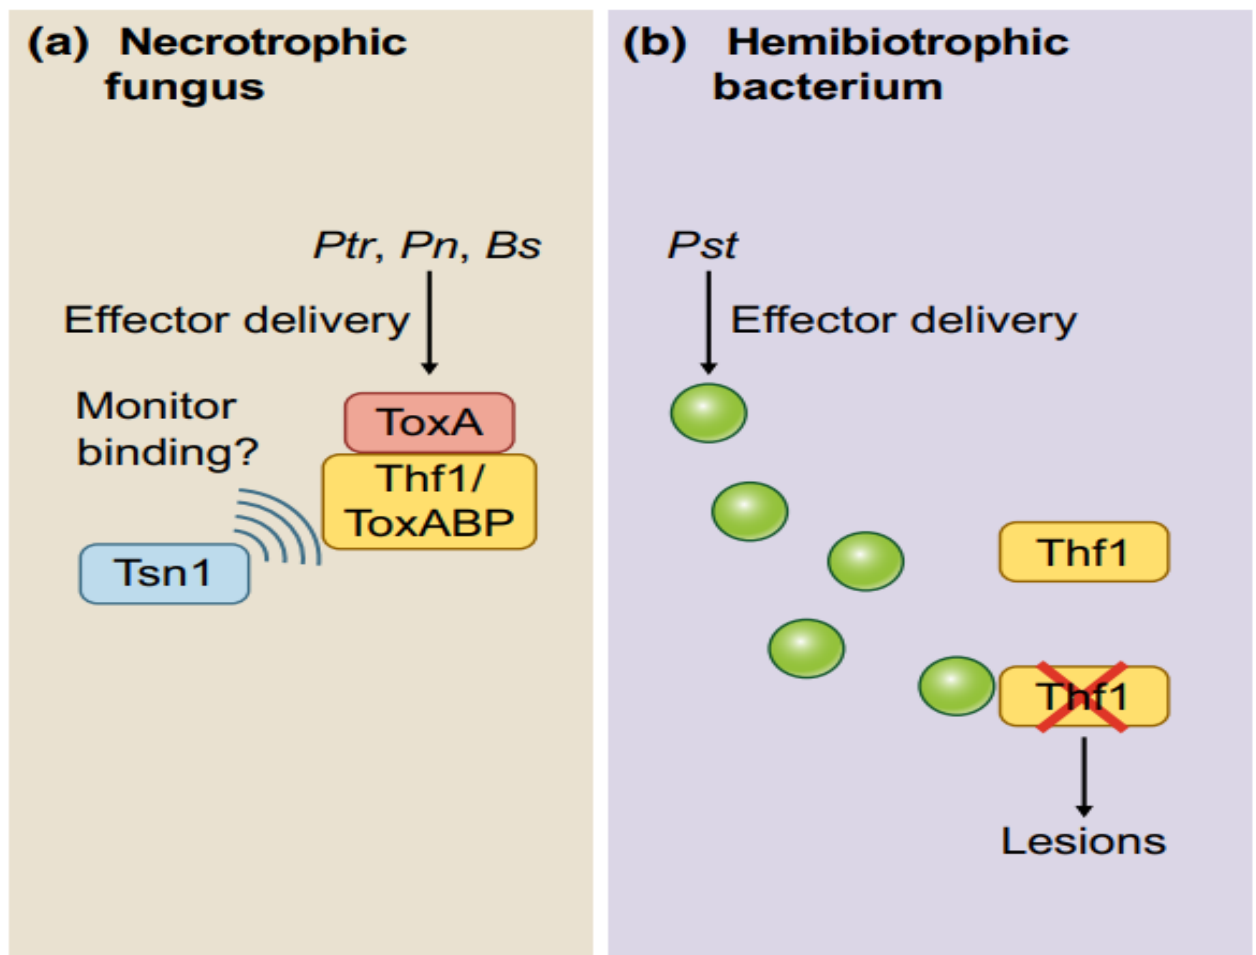 (a) Necrotrophic
fungus
Ptr, Pn, Bs
Effector delivery
Monitor
binding?
ToxA
Thf1/
ToxABP
Tsn1
(b) Hemibiotrophic
bacterium
Pst
Effector delivery
Thf1
Thf1
Lesions